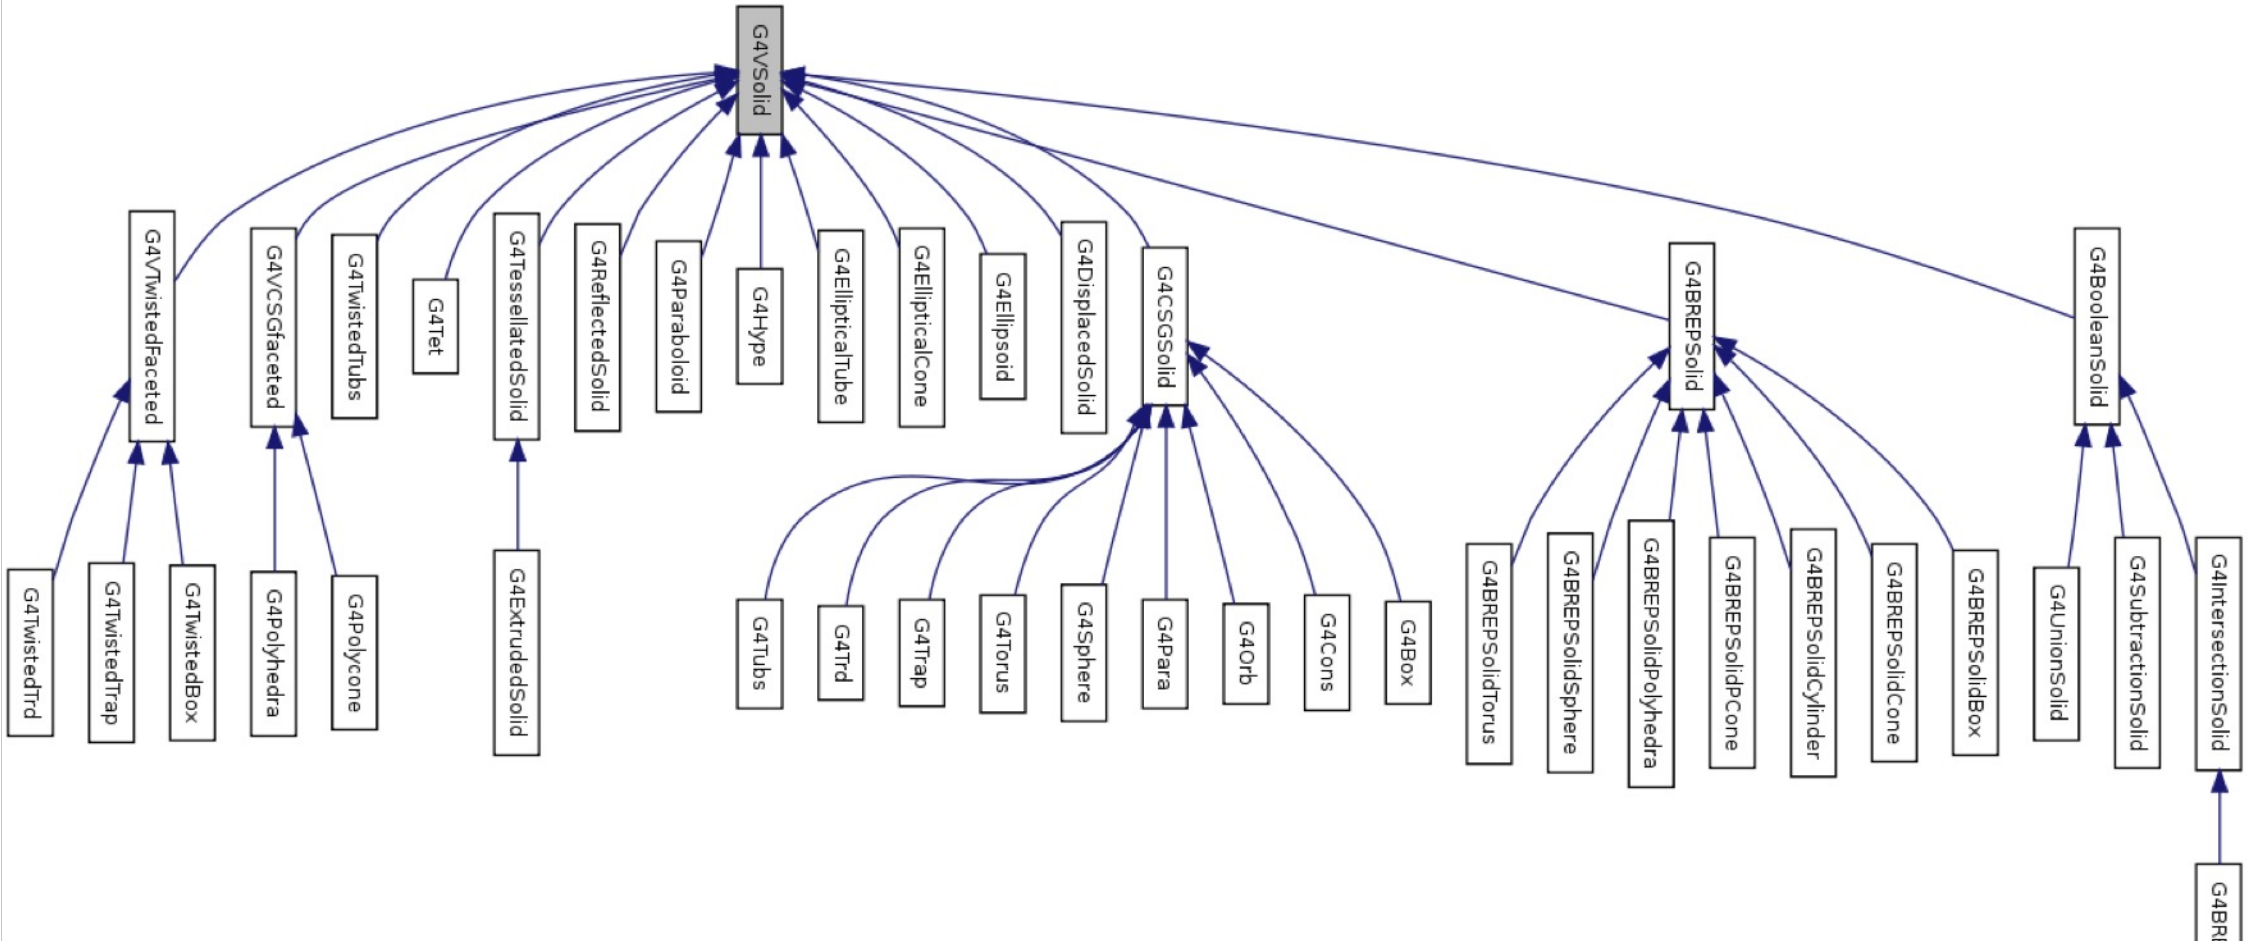 G4VSolid
G4VTwistedFaceted
G4VCSGfaceted
G4TwistedTubs
G4Tet
G4TessellatedSolid
G4ReflectedSolid
G4Paraboloid
G4Hype
G4EllipticalTube
G4EllipticalCone
G4Ellipsoid
G4DisplacedSolid
G4CSGSolid
G4BREPSolid
G4BooleanSolid
G4TwistedTrd
G4TwistedTrap
G4TwistedBox
G4Polyhedra
G4Polycone
G4ExtrudedSolid
G4Tubs
G4Trd
G4Trap
G4Torus
G4Sphere
G4Para
G4Orb
G4Cons
G4Box
G4BREPSolidTorus
G4BREPSolidSphere
G4BREPSolidPolyhedra
G4BREPSolidPCone
G4BREPSolidCylinder
G4BREPSolidCone
G4BREPSolidBox
G4UnionSolid
G4SubtractionSolid
G4IntersectionSolid